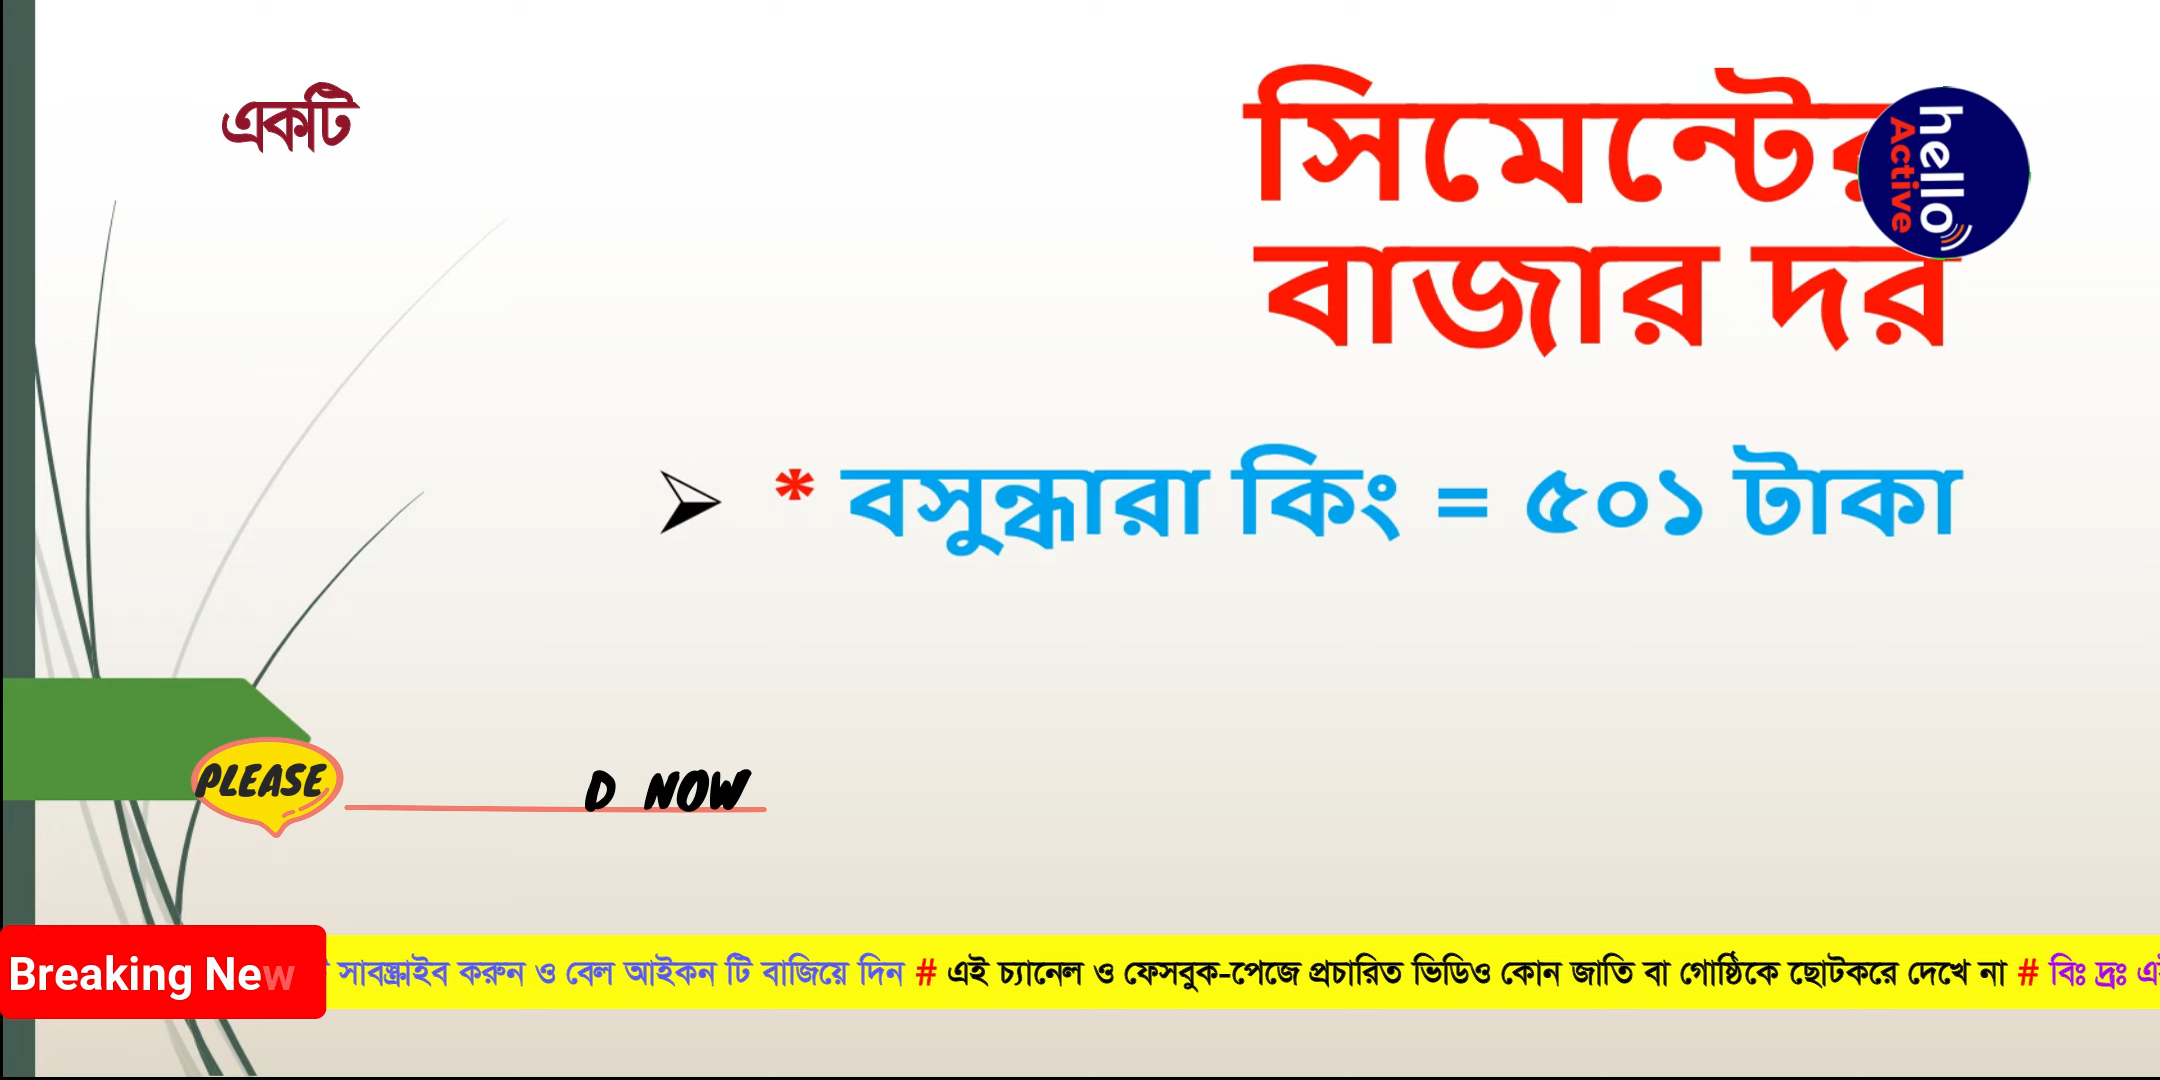 একটি
সিমেন্টের
hello
Active
বাজার দর
* বসুন্ধারা কিং = ৫০১ টাকা
PLEASE
D NOW
Breaking New
সাবস্ক্রাইব করুন ও বেল আইকন টি বাজিয়ে দিন # এই চ্যানেল ও ফেসবুক-পেজে প্রচারিত ভিডিও কোন জাতি বা গোষ্ঠিকে ছোটকরে দেখে না # বিঃ দ্রঃ